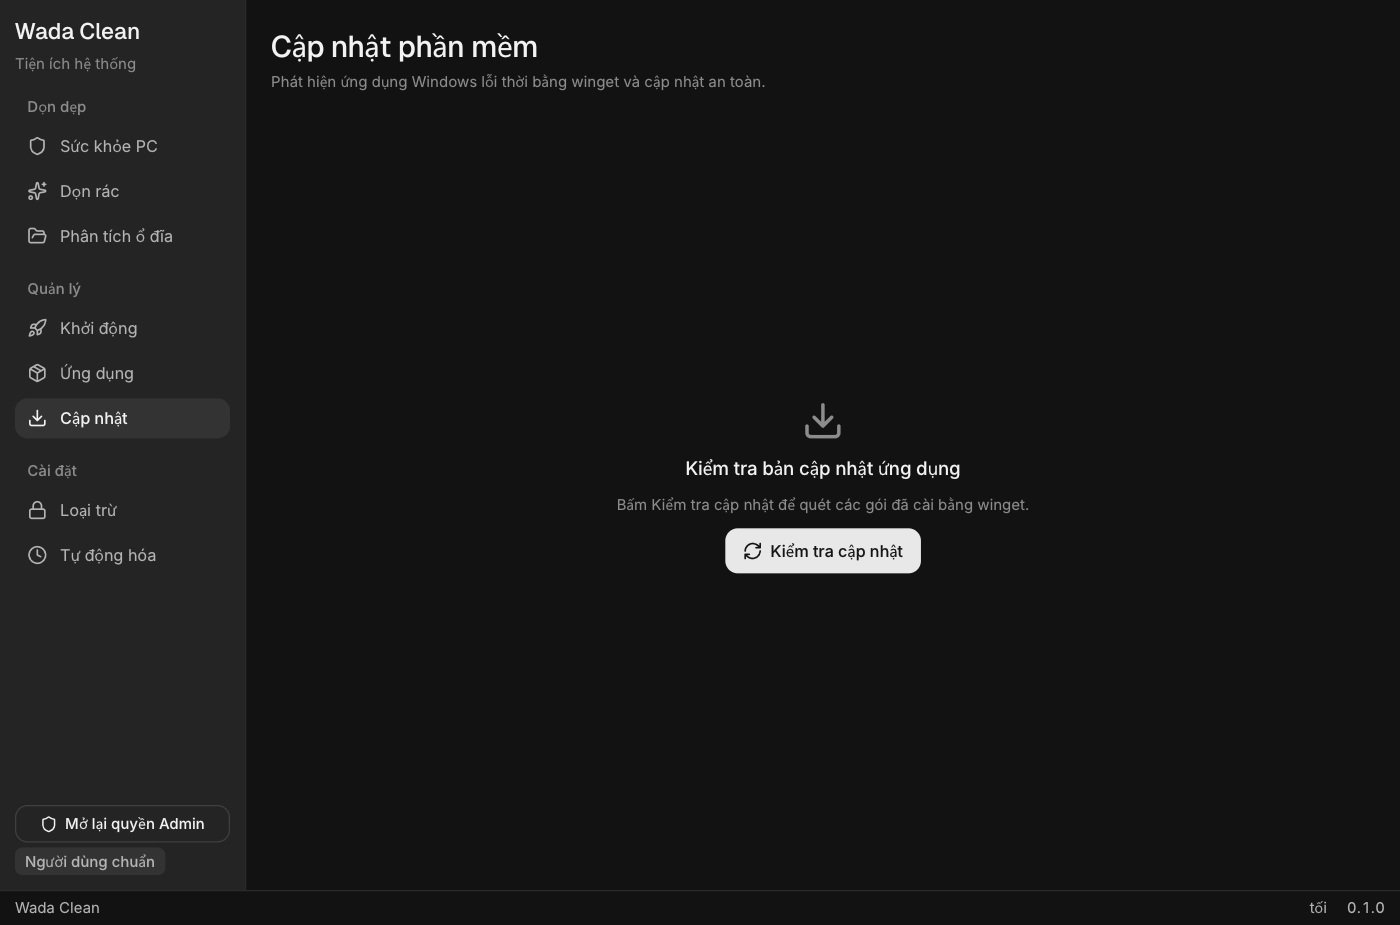 Wada Clean
Tiện ích hệ thống
Dọn dẹp
Sức khỏe PC
Dọn rác
Phân tích ổ đĩa
Quản lý
Khởi động
Ứng dụng
Cập nhật
Cài đặt
Loại trừ
Tự động hóa
Mở lại quyền Admin
Người dùng chuẩn
Cập nhật phần mềm
Phát hiện ứng dụng Windows lỗi thời bằng winget và cập nhật an toàn.
Kiểm tra bản cập nhật ứng dụng
Bấm Kiểm tra cập nhật để quét các gói đã cài bằng winget.
Kiểm tra cập nhật
Wada Clean
tối 0.1.0